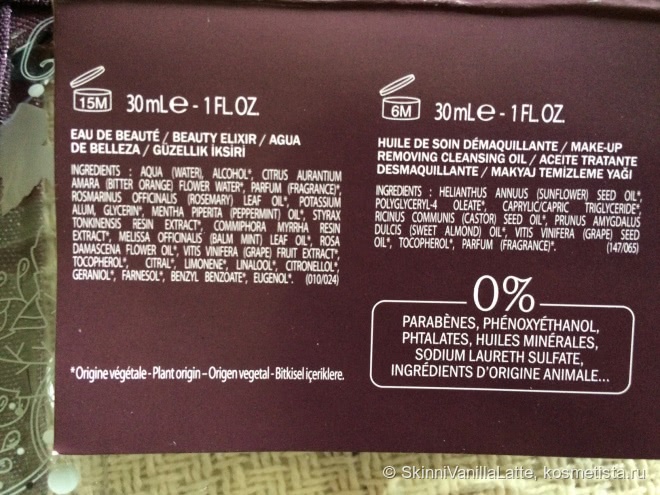 15M 30 mL e - 1 FL OZ.
EAU DE BEAUTÉ / BEAUTY ELIXIR / AGUA
DE BELLEZA / GÜZELLIK İKSİRİ
INGREDIENTS : AQUA (WATER), ALCOHOL*, CITRUS AURANTIUM
AMARA (BITTER ORANGE) FLOWER WATER*, PARFUM (FRAGRANCE)*,
ROSMARINUS OFFICINALIS (ROSEMARY) LEAF OIL*, POTASSIUM
ALUM, GLYCERIN*, MENTHA PIPERITA (PEPPERMINT) OIL*, STYRAX
TONKINENSIS RESIN EXTRACT*, COMMIPHORA MYRRHA RESIN
EXTRACT*, MELISSA OFFICINALIS (BALM MINT) LEAF OIL*, ROSA
DAMASCENA FLOWER OIL*, VITIS VINIFERA (GRAPE) FRUIT EXTRACT*,
TOCOPHEROL*, CITRAL*, LIMONENE*, LINALOOL*, CITRONELLOL*,
GERANIOL*, FARNESOL*, BENZYL BENZOATE*, EUGENOL*. (010/024)
*Origine végétale - Plant origin – Origen vegetal - Bitkisel içeriklere.
6M 30 mL e - 1 FL OZ.
HUILE DE SOIN DÉMAQUILLANTE / MAKE-UP
REMOVING CLEANSING OIL / ACEITE TRATANTE
DESMAQUILLANTE / MAKYAJ TEMIZLEME YAĞI
INGREDIENTS : HELIANTHUS ANNUUS (SUNFLOWER) SEED OIL*,
POLYGLYCERYL-4 OLEATE*, CAPRYLIC/CAPRIC TRIGLYCERIDE*,
RICINUS COMMUNIS (CASTOR) SEED OIL*, PRUNUS AMYGDALUS
DULCIS (SWEET ALMOND) OIL*, VITIS VINIFERA (GRAPE) SEED
OIL*, TOCOPHEROL*, PARFUM (FRAGRANCE)*. (147/065)
0%
PARABÈNES, PHÉNOXYÉTHANOL,
PHTALATES, HUILES MINÉRALES,
SODIUM LAURETH SULFATE,
INGRÉDIENTS D'ORIGINE ANIMALE...
© SkinniVanillaLatte, kosmetista.ru